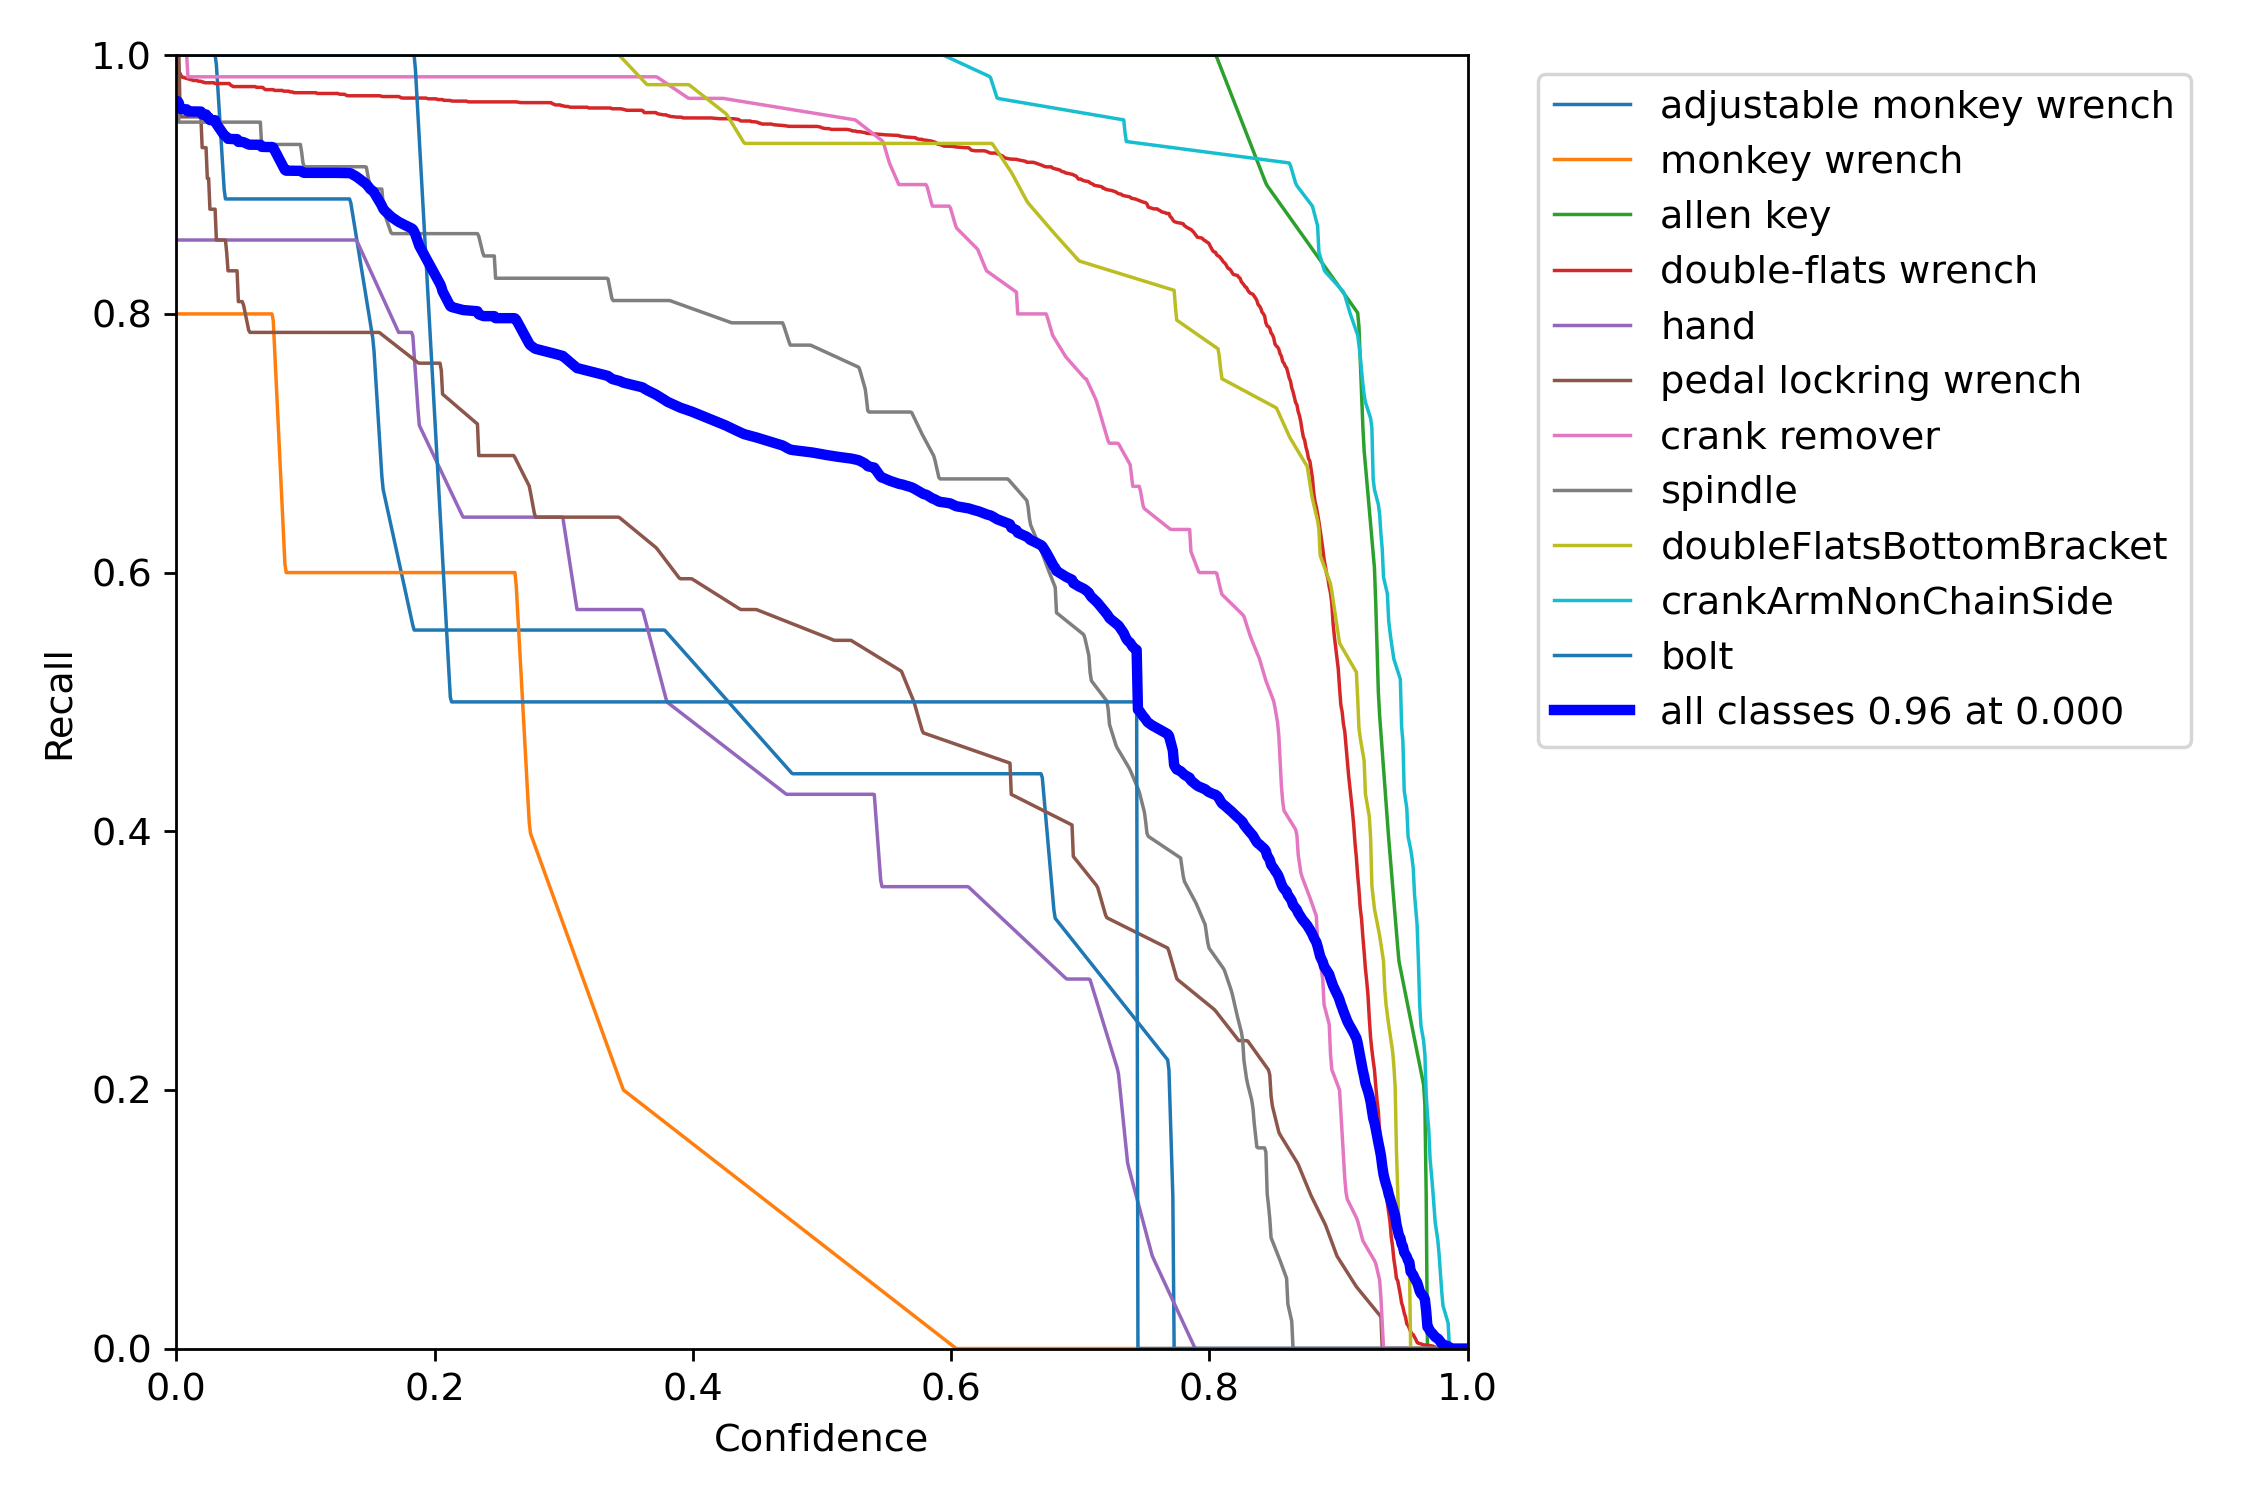 1.0
0.8
0.6
0.4
0.2
0.0
Recall
0.0 0.2 0.4 0.6 0.8 1.0
Confidence
adjustable monkey wrench
monkey wrench
allen key
double-flats wrench
hand
pedal lockring wrench
crank remover
spindle
doubleFlatsBottomBracket
crankArmNonChainSide
bolt
all classes 0.96 at 0.000